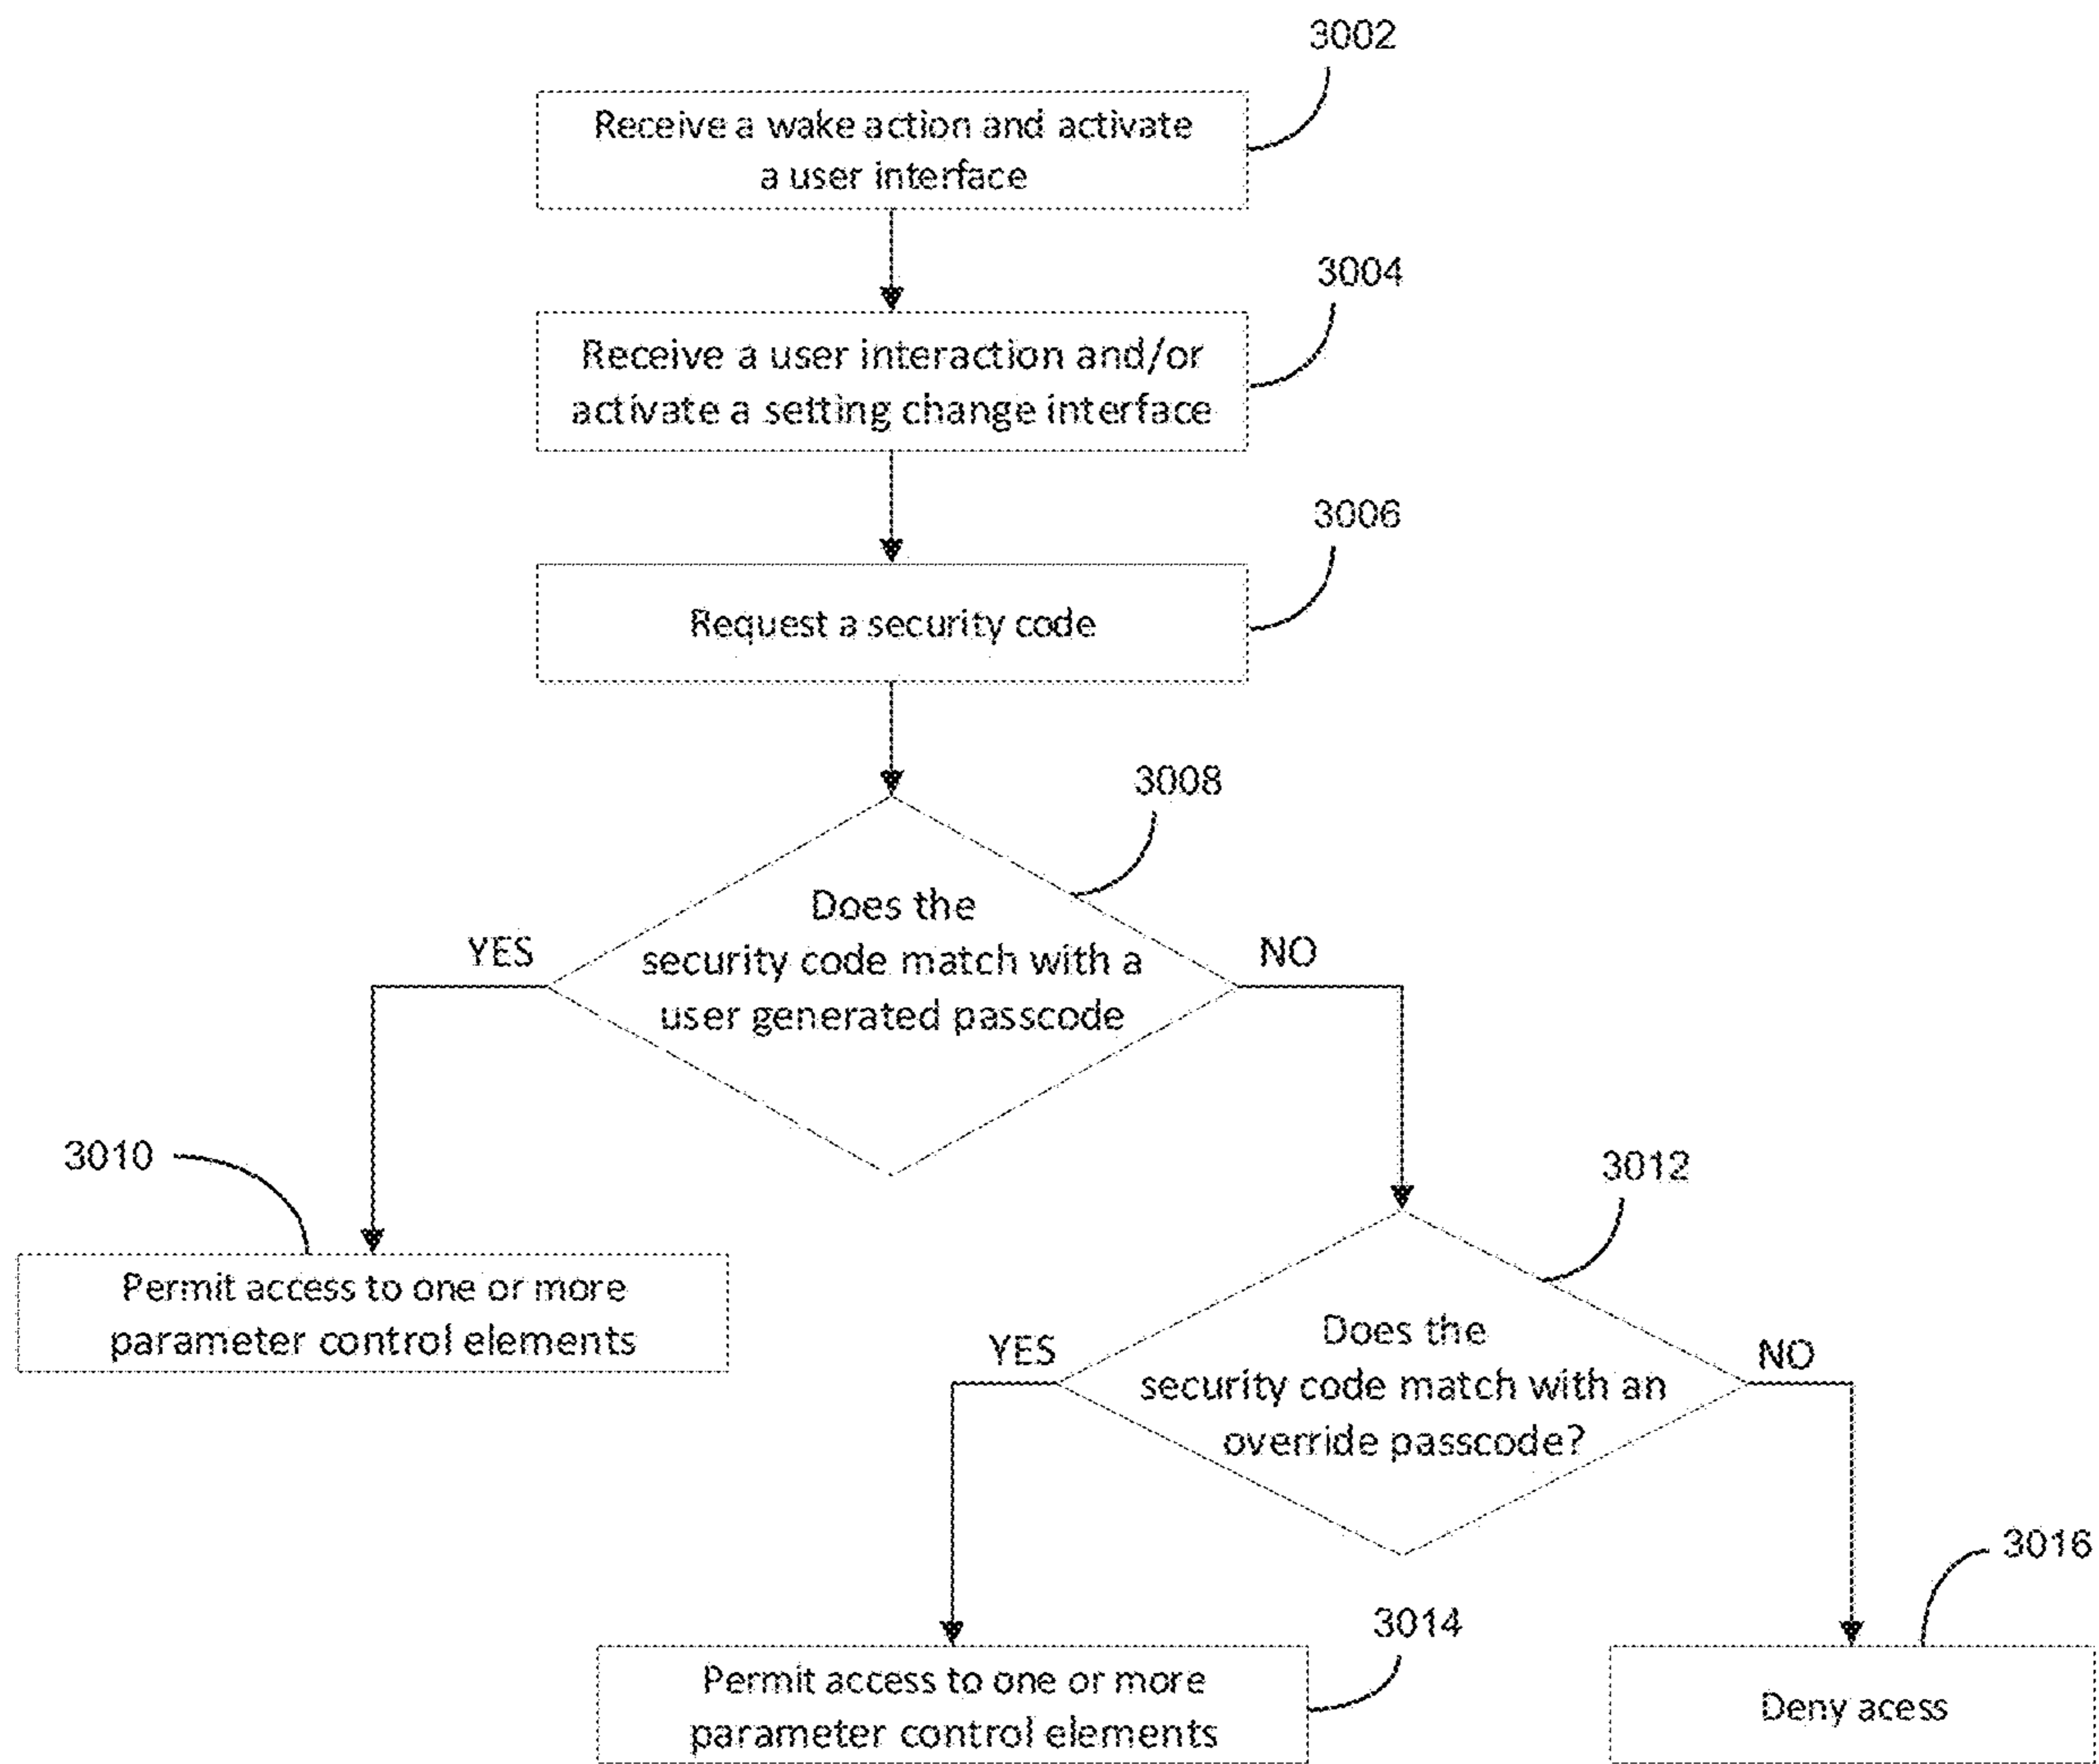 3002
Receive a wake action and activate
a user interface
3004
Receive a user interaction and/or
activate a setting change interface
3006
Request a security code
3008
Does the
security code match with a
user generated passcode
YES
NO
3010
Permit access to one or more
parameter control elements
3012
Does the
security code match with an
override passcode?
YES
NO
3014
Permit access to one or more
parameter control elements
3016
Deny acess